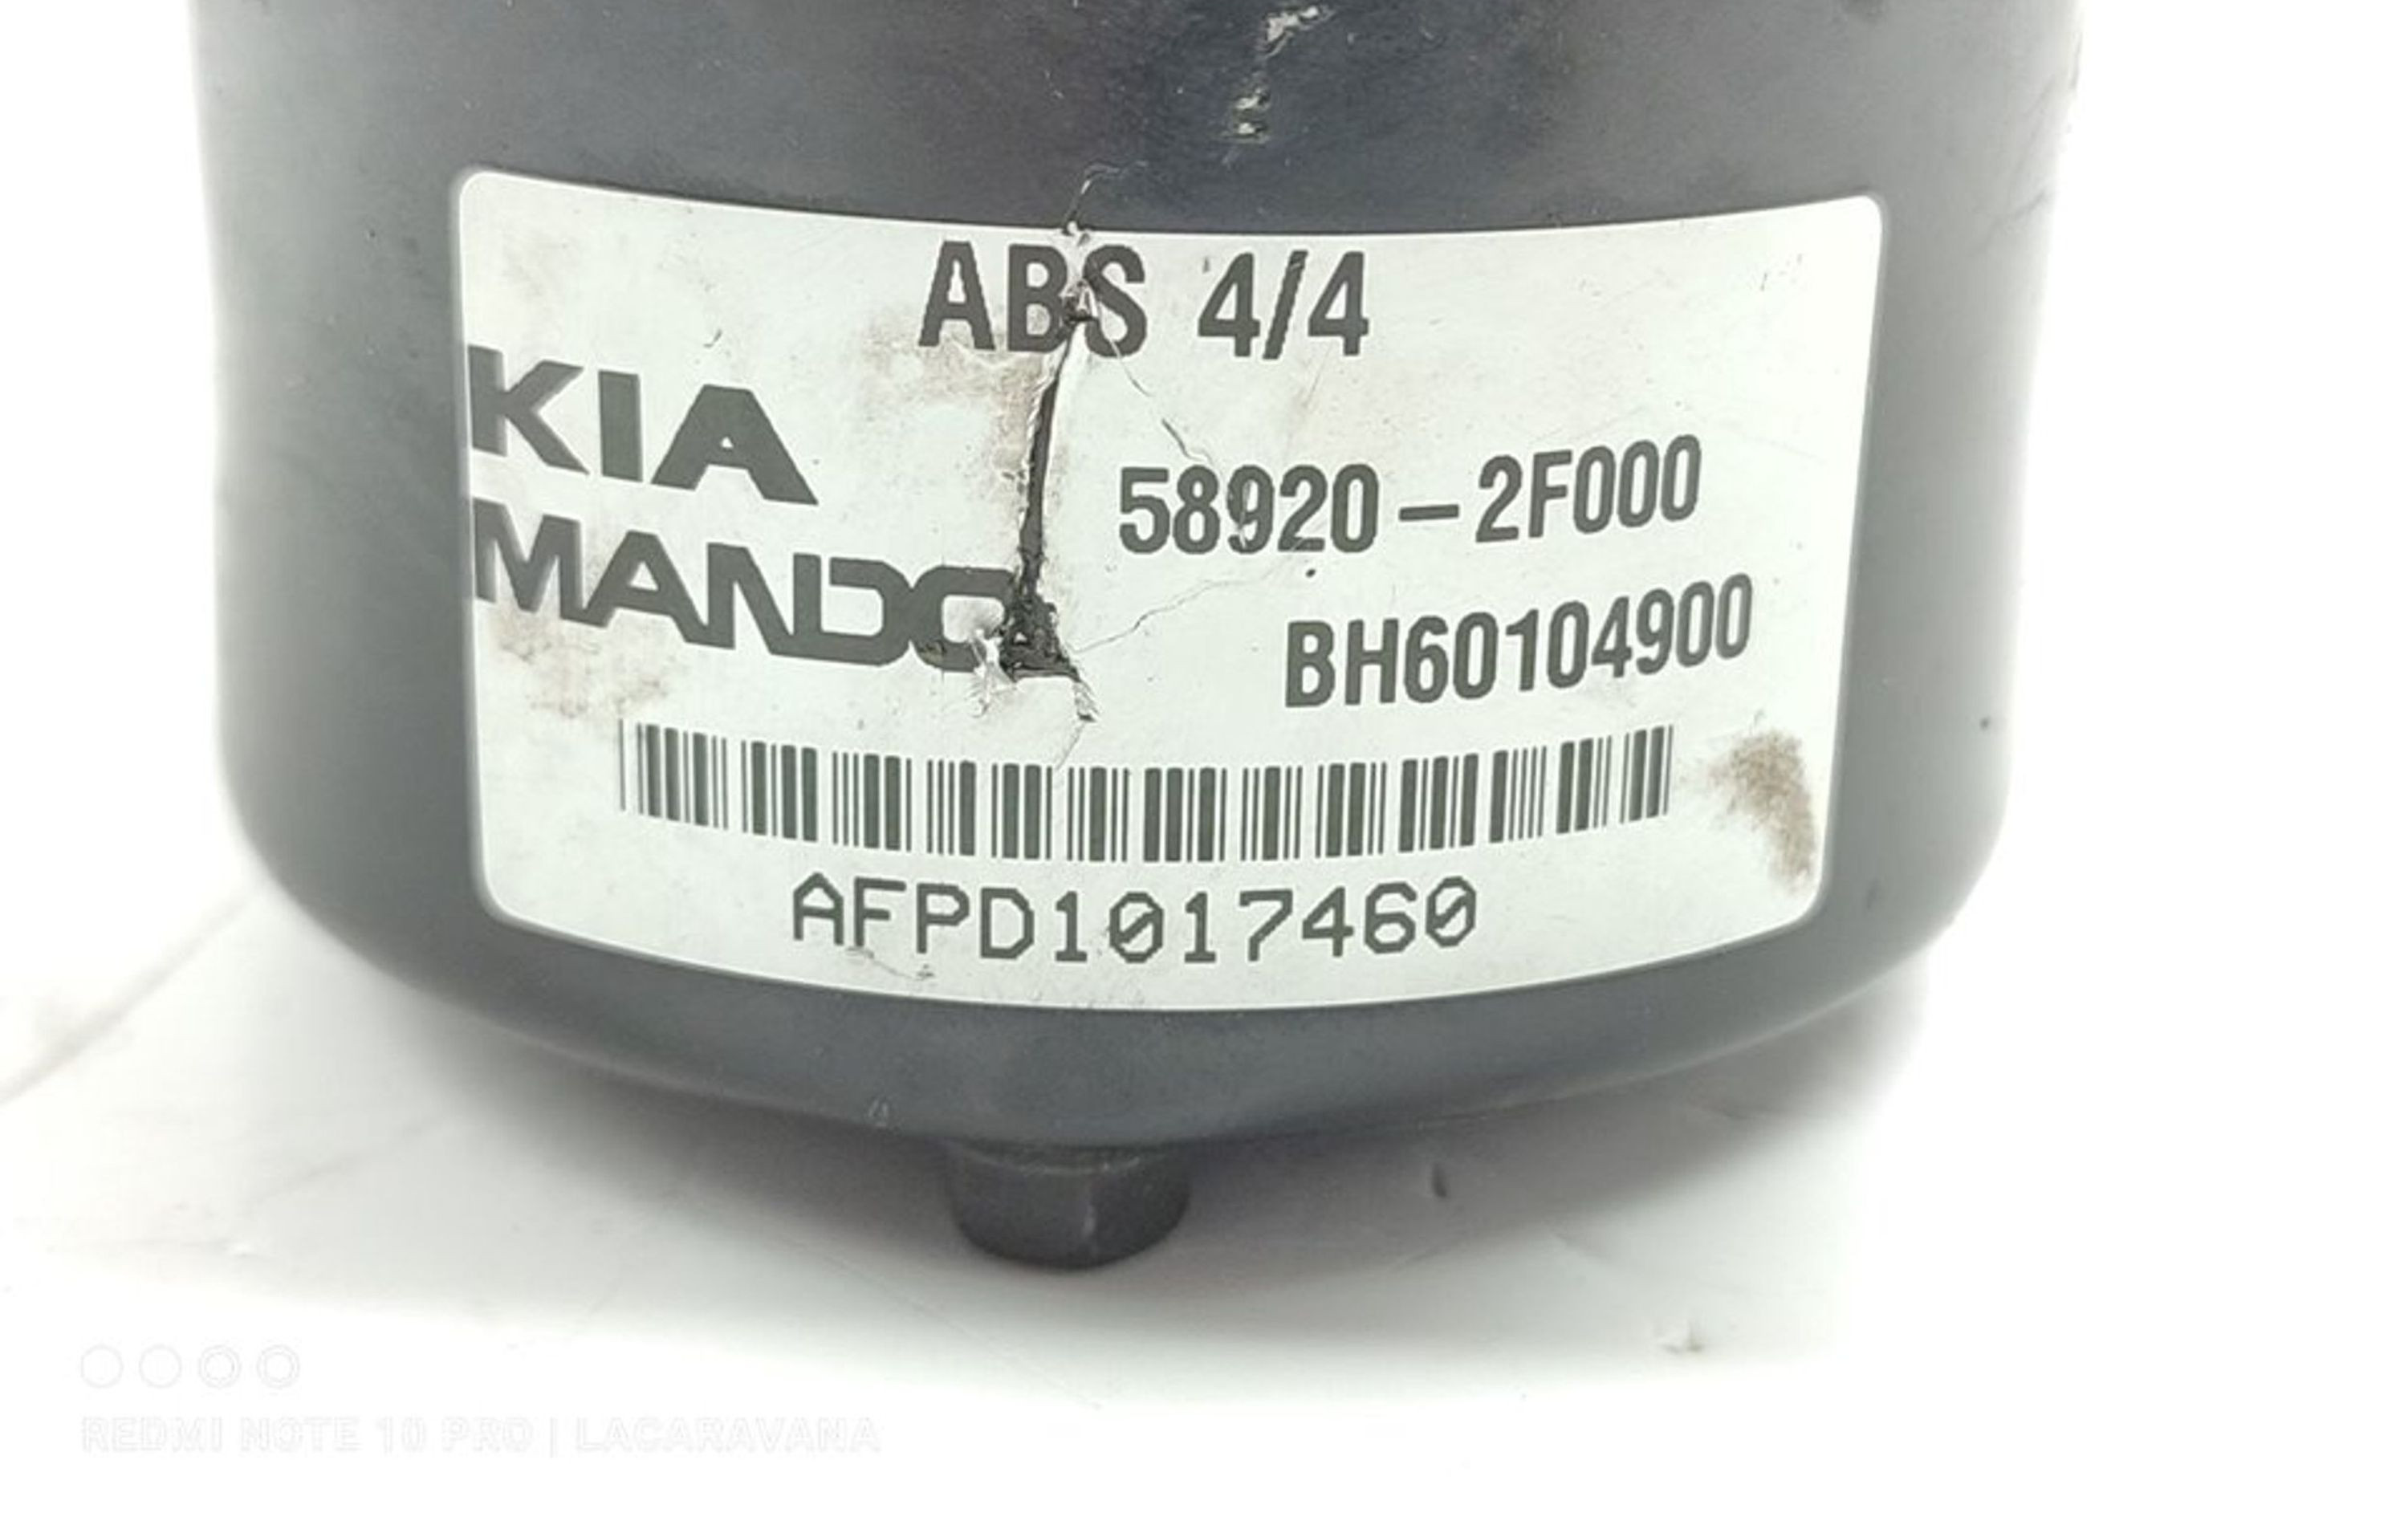 ABS 4/4
KIA
58920-2F000
MANDO
BH60104900
AFPD1017460
REDMI NOTE 10 PRO | LACARAVANA